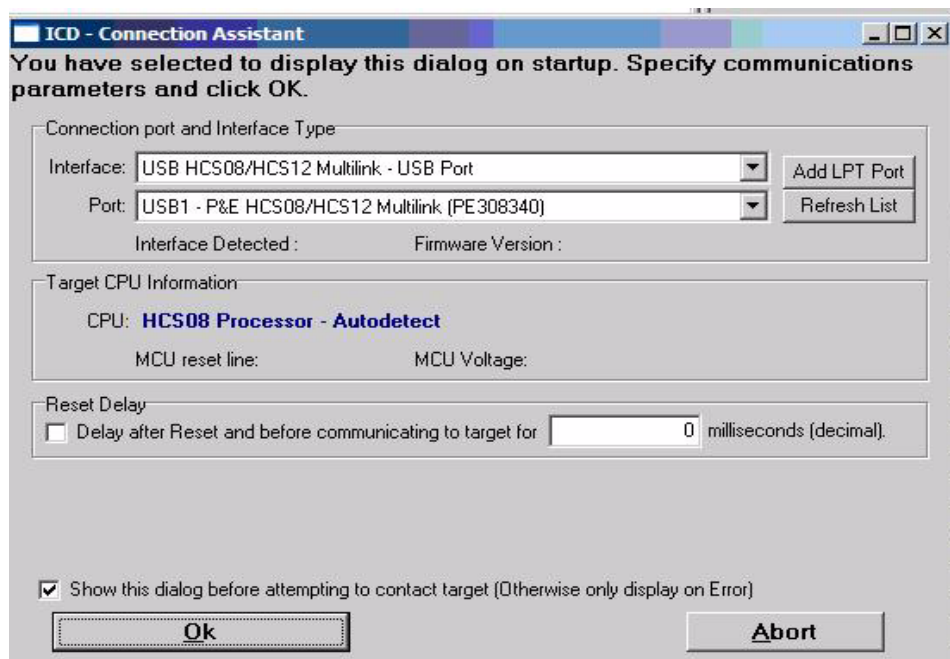 ICD - Connection Assistant
You have selected to display this dialog on startup. Specify communications
parameters and click OK.
Connection port and Interface Type
Interface: USB HCS08/HCS12 Multilink - USB Port Add LPT Port
Port: USB1 - P&E HCS08/HCS12 Multilink (PE308340) Refresh List
Interface Detected : Firmware Version :
Target CPU Information
CPU: HCS08 Processor - Autodetect
MCU reset line: MCU Voltage:
Reset Delay
Delay after Reset and before communicating to target for 0 milliseconds (decimal).
Show this dialog before attempting to contact target (Otherwise only display on Error)
Ok Abort